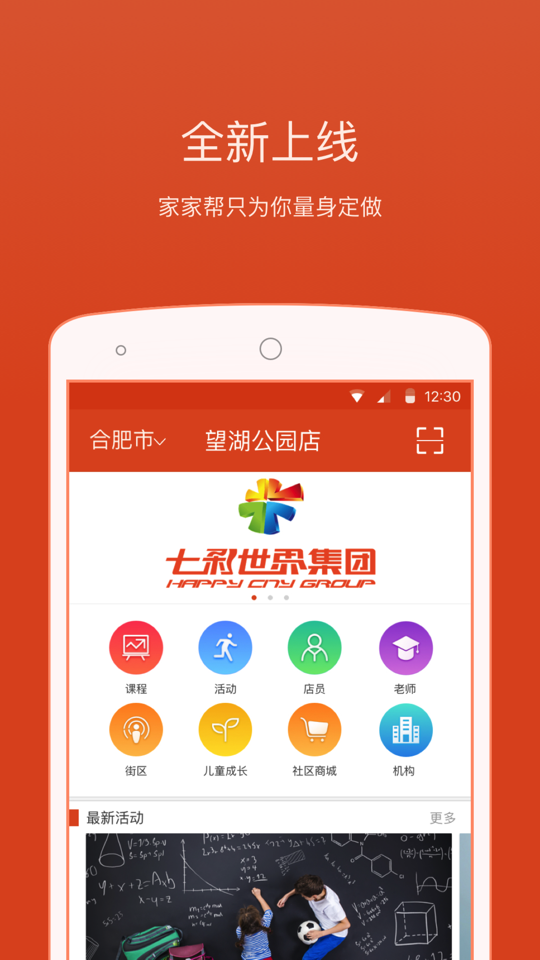 全新上线
家家帮只为你量身定做
12:30
合肥市 望湖公园店
七彩世界集团
HAPPY CITY GROUP
课程 活动 店员 老师
街区 儿童成长 社区商城 机构
最新活动 更多